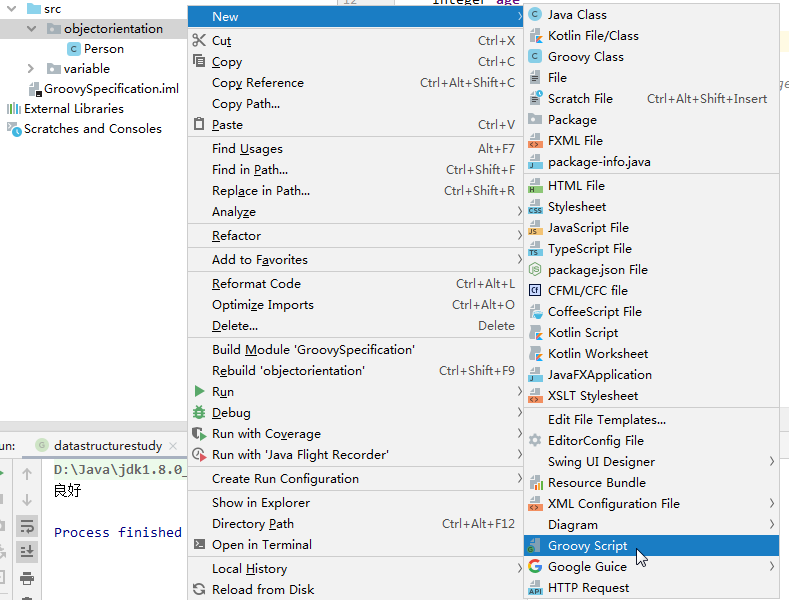 src
objectorientation
Person
variable
GroovySpecification.iml
External Libraries
Scratches and Consoles
12
Integer age
New
Cut Ctrl+X
Copy Ctrl+C
Copy Reference Ctrl+Alt+Shift+C
Copy Path...
Paste Ctrl+V
Find Usages Alt+F7
Find in Path... Ctrl+Shift+F
Replace in Path... Ctrl+Shift+R
Analyze
Refactor
Add to Favorites
Reformat Code Ctrl+Alt+L
Optimize Imports Ctrl+Alt+O
Delete... Delete
Build Module 'GroovySpecification'
Rebuild 'objectorientation' Ctrl+Shift+F9
Run
Debug
Run with Coverage
Run with 'Java Flight Recorder'
Create Run Configuration
Show in Explorer
Directory Path Ctrl+Alt+F12
Open in Terminal
Local History
Reload from Disk
Java Class
Kotlin File/Class
Groovy Class
File
Scratch File Ctrl+Alt+Shift+Insert
Package
FXML File
package-info.java
HTML File
Stylesheet
JavaScript File
TypeScript File
package.json File
CFML/CFC file
CoffeeScript File
Kotlin Script
Kotlin Worksheet
JavaFXApplication
XSLT Stylesheet
Edit File Templates...
EditorConfig File
Swing UI Designer
Resource Bundle
XML Configuration File
Diagram
Groovy Script
Google Guice
HTTP Request
un:
datastructurestudy
D:\Java\jdk1.8.0_
良好
Process finished